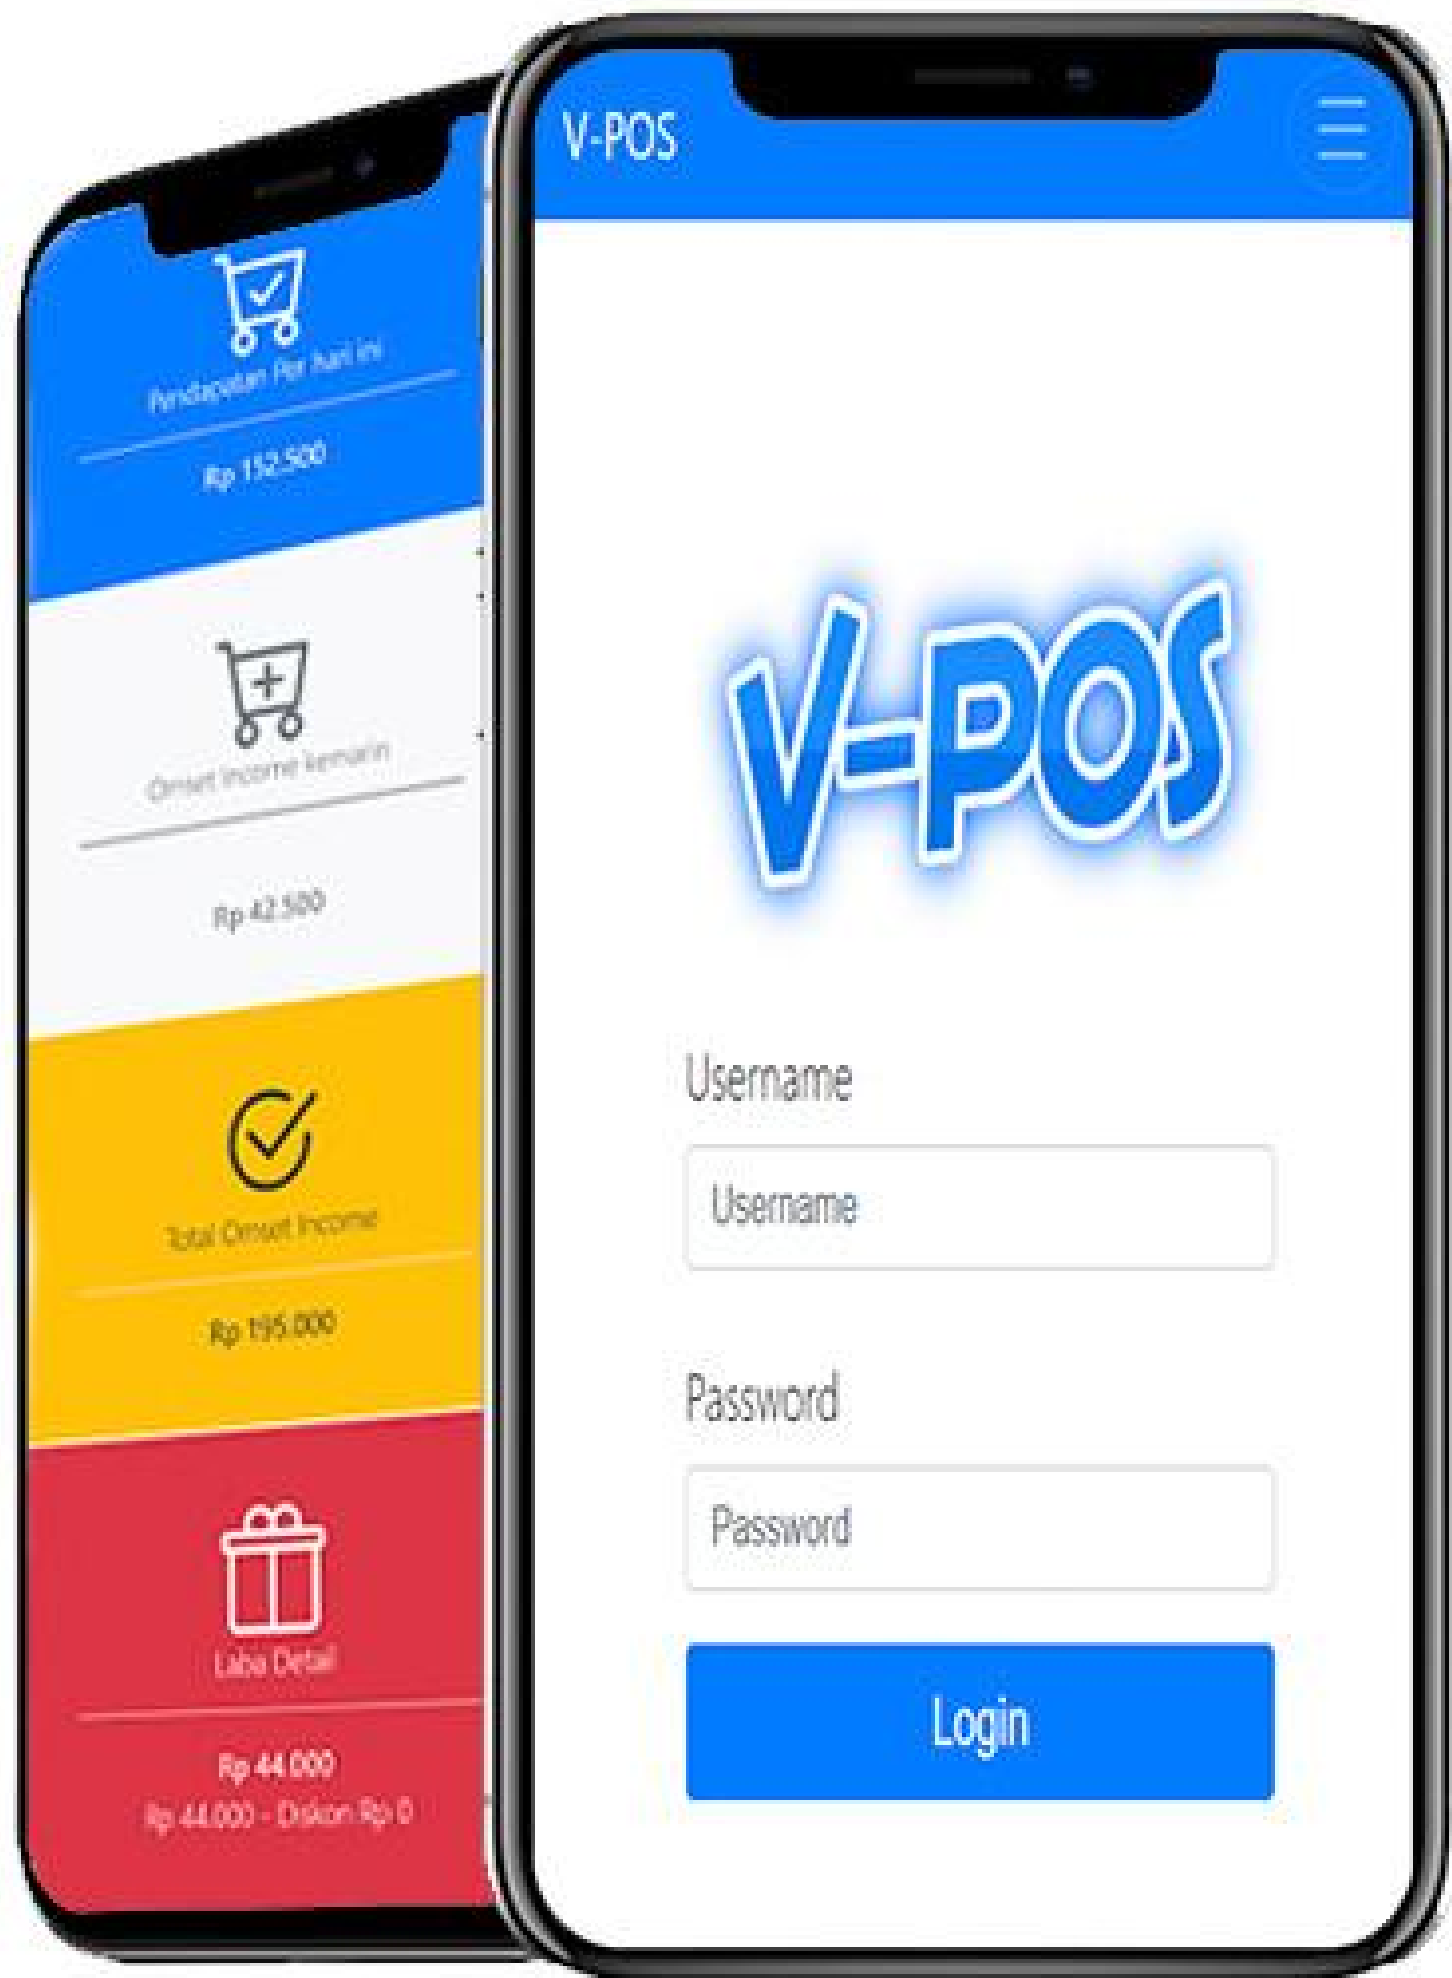 Pendapatan Per hari ini
Rp 152.500
Omset Income kemarin
Rp 42.500
Total Omset Income
Rp 195.000
Laba Detail
Rp 44.000
Rp 44.000 - Diskon Rp 0
V-POS
V-POS
Username
Username
Password
Password
Login